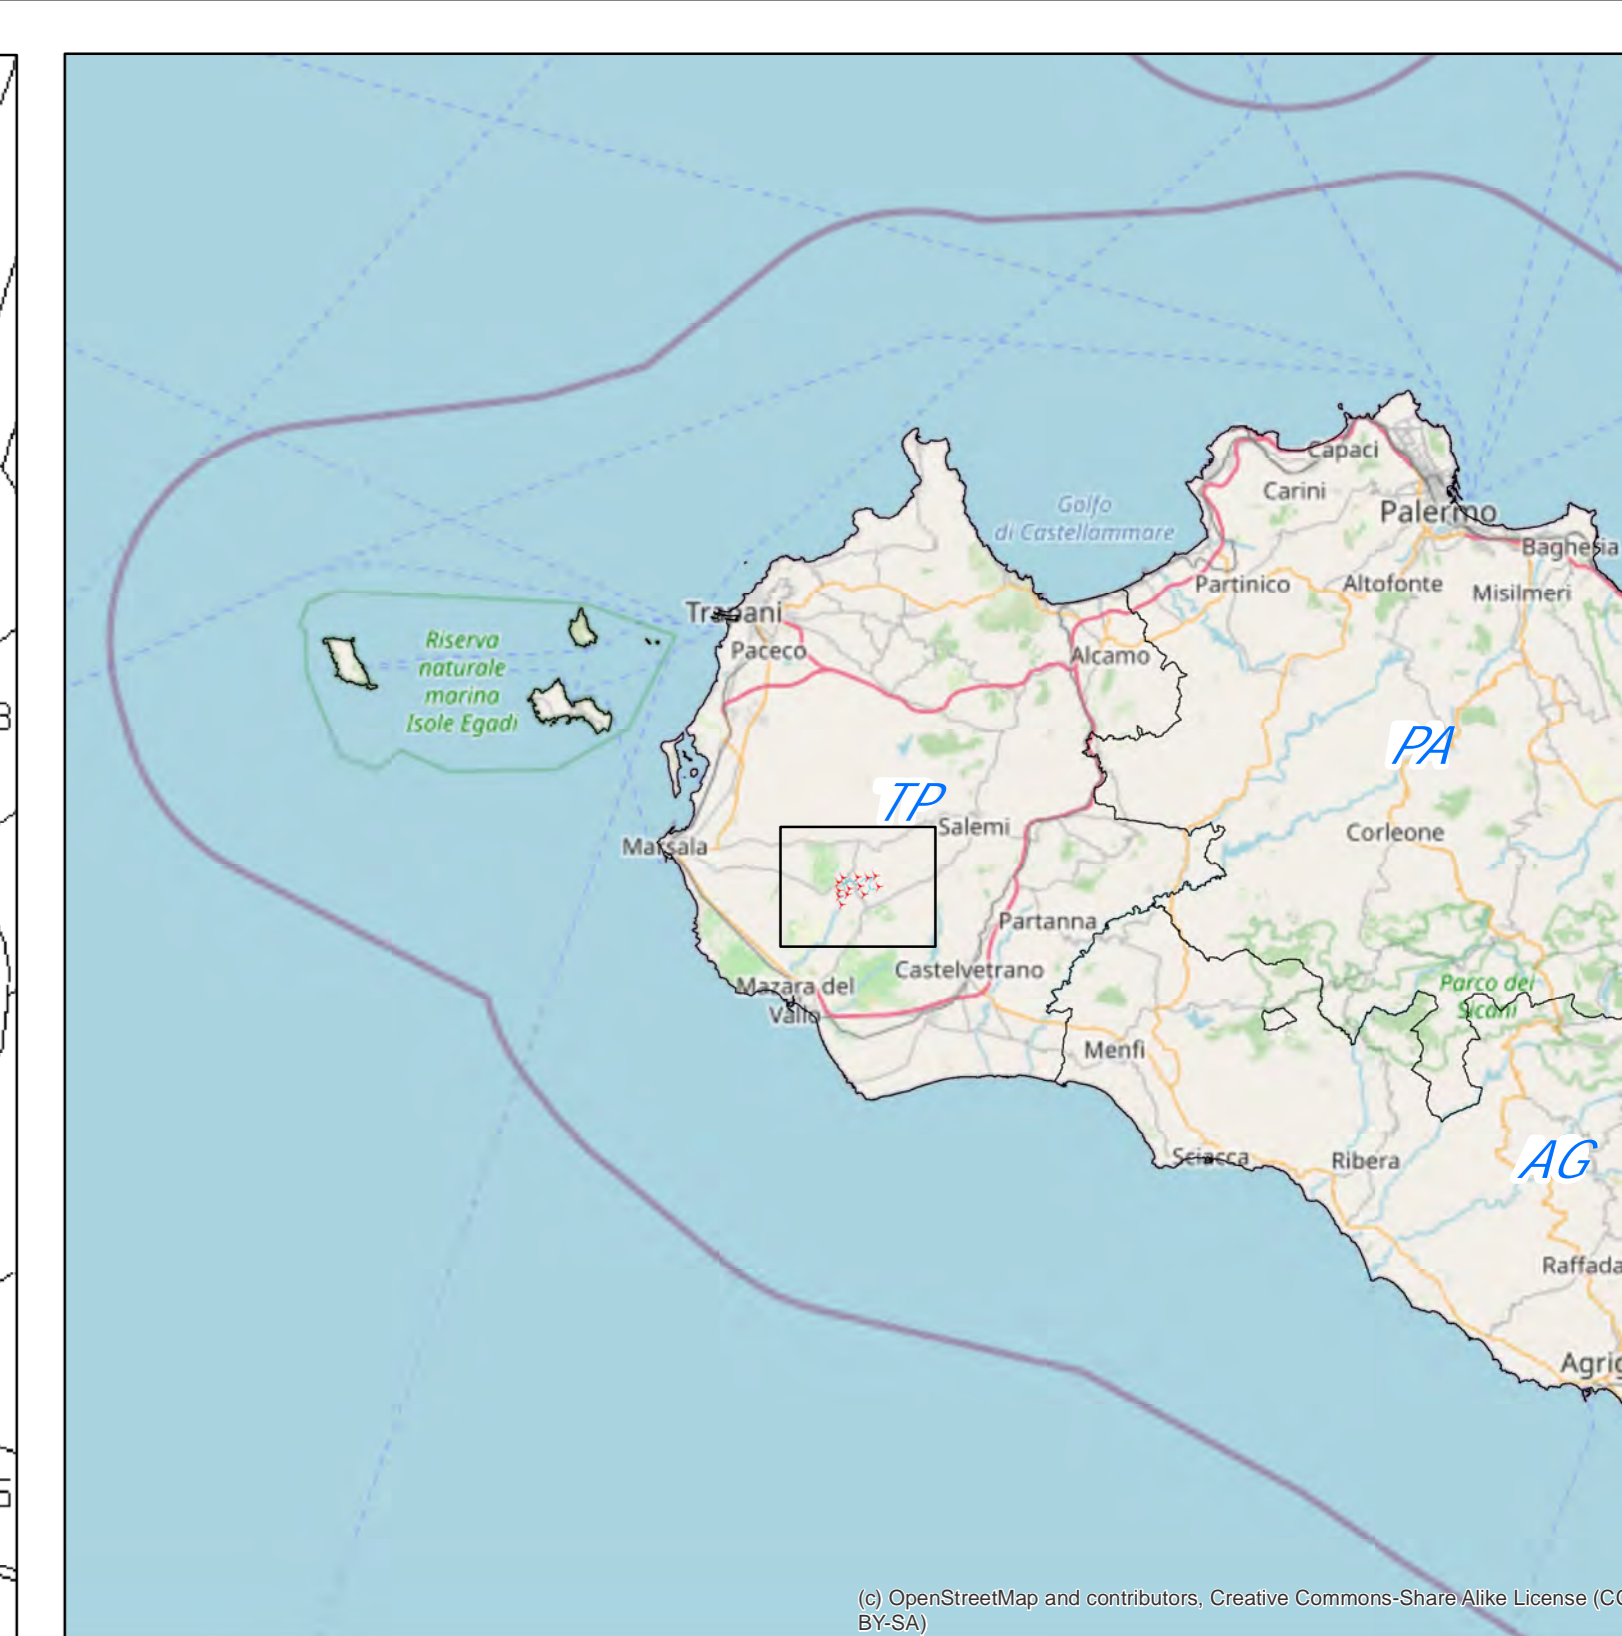 Capaci
Carini
Golfo
di Castellammare
Palermo
Bagheria
Partinico
Altofonte
Misilmeri
Trapani
Riserva
naturale
marina
Isole Egadi
Paceco
Alcamo
PA
TP
Salemi
Marsala
Corleone
Partanna
Castelvetrano
Mazara del
Vallo
Parco dei
Sicani
Menfi
Sciacca
Ribera
AG
Raffada
Agrig
(c) OpenStreetMap and contributors, Creative Commons-Share Alike License (CC
BY-SA)